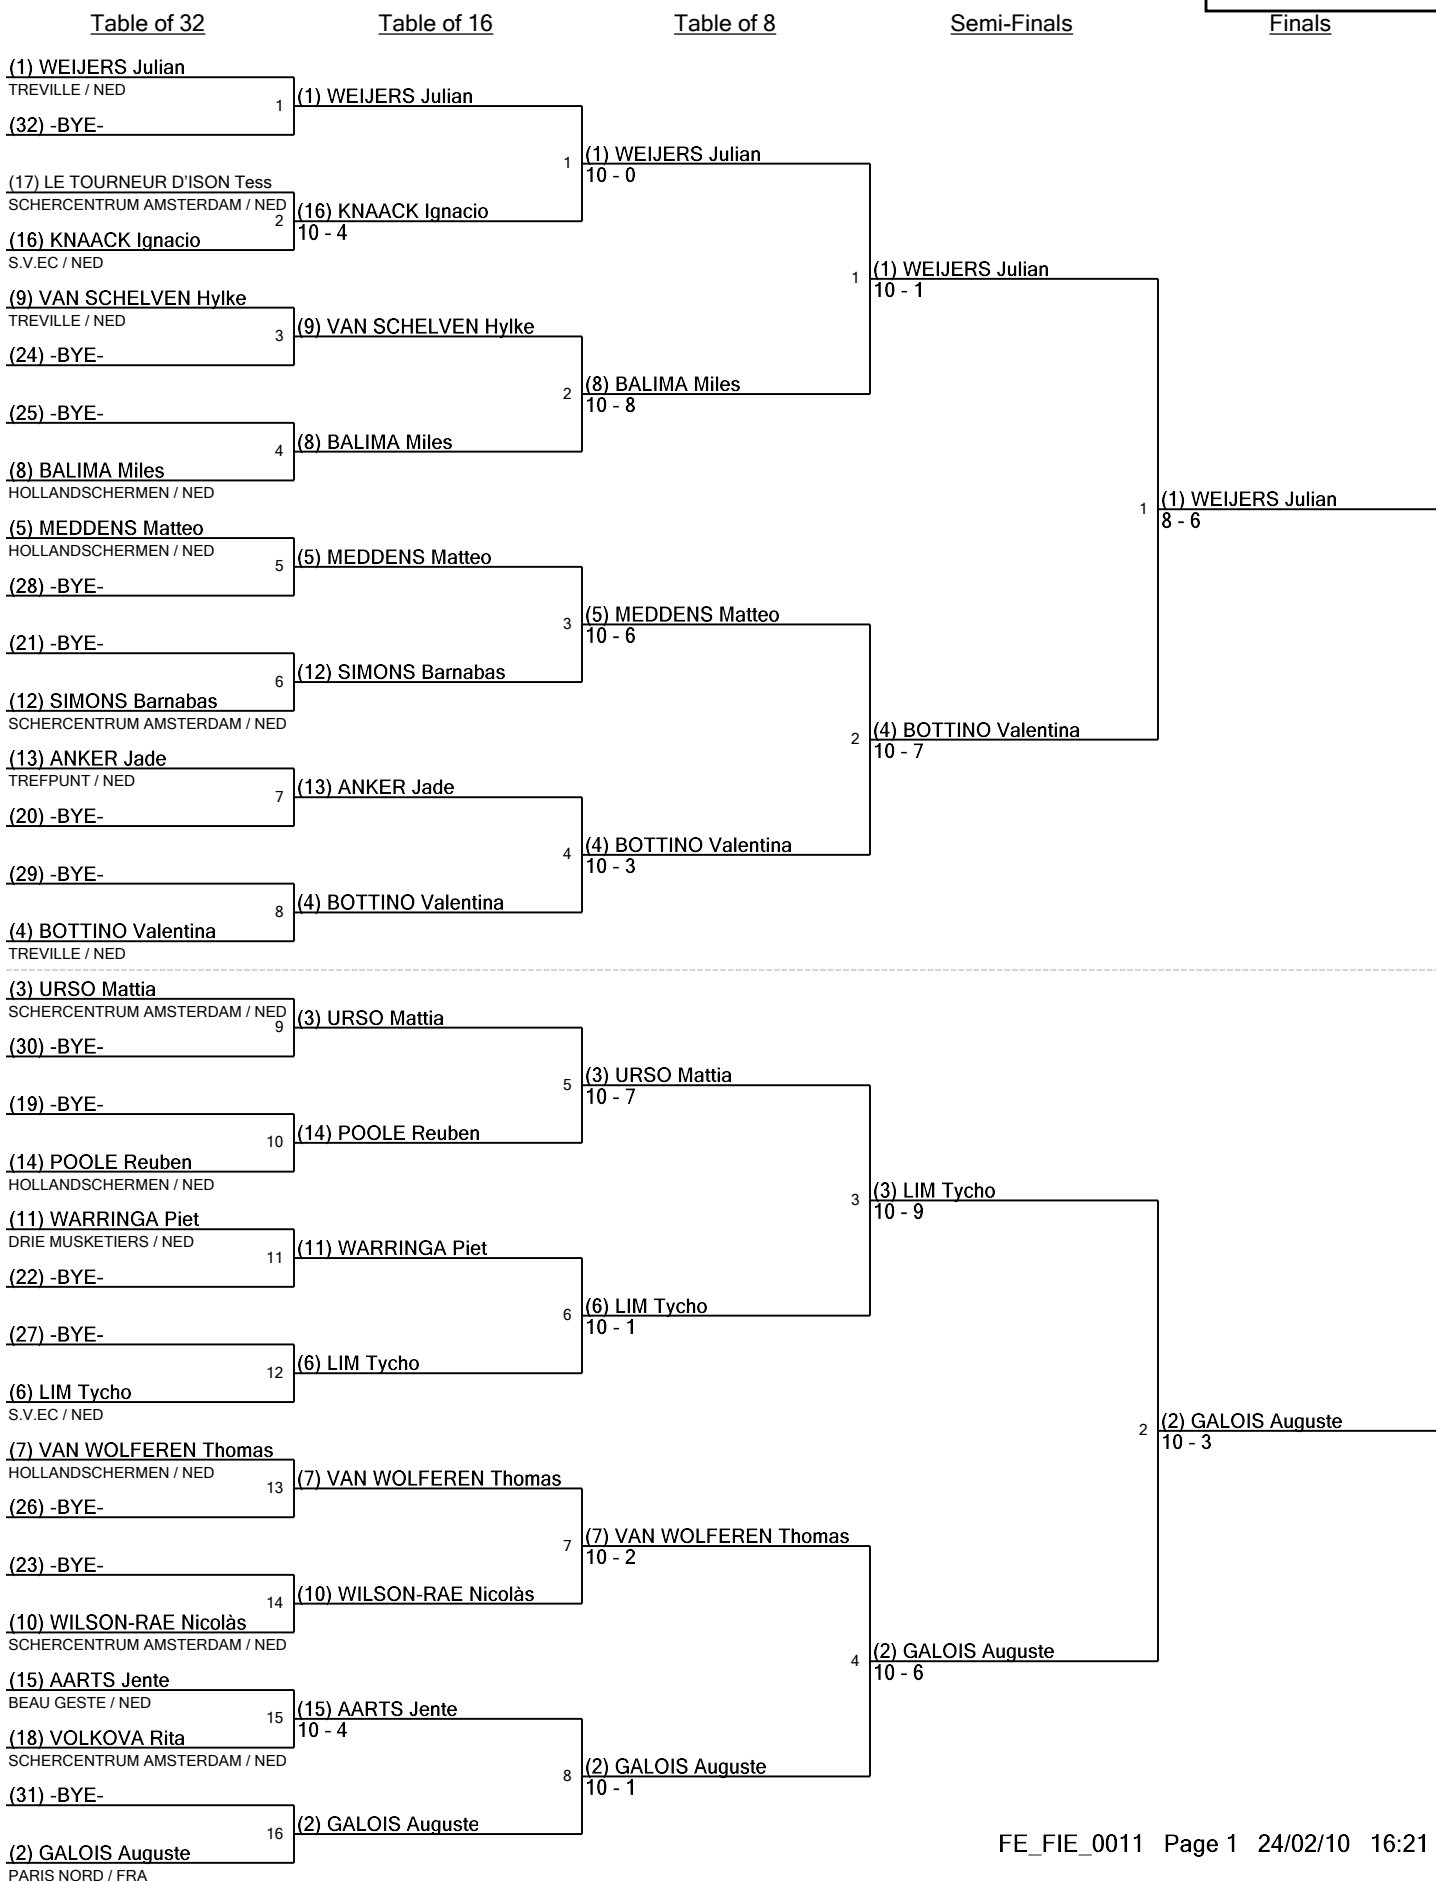 Table of 32
Table of 16
Table of 8
Semi-Finals
Finals
(1) WEIJERS Julian
TREVILLE / NED
1
(32) -BYE-
(17) LE TOURNEUR D'ISON Tess
SCHERCENTRUM AMSTERDAM / NED
2
(16) KNAACK Ignacio
S.V.EC / NED
(9) VAN SCHELVEN Hylke
TREVILLE / NED
3
(24) -BYE-
(25) -BYE-
4
(8) BALIMA Miles
HOLLANDSCHERMEN / NED
(5) MEDDENS Matteo
HOLLANDSCHERMEN / NED
5
(28) -BYE-
(21) -BYE-
6
(12) SIMONS Barnabas
SCHERCENTRUM AMSTERDAM / NED
(13) ANKER Jade
TREFPUNT / NED
7
(20) -BYE-
(29) -BYE-
8
(4) BOTTINO Valentina
TREVILLE / NED
(3) URSO Mattia
SCHERCENTRUM AMSTERDAM / NED
9
(30) -BYE-
(19) -BYE-
10
(14) POOLE Reuben
HOLLANDSCHERMEN / NED
(11) WARRINGA Piet
DRIE MUSKETIERS / NED
11
(22) -BYE-
(27) -BYE-
12
(6) LIM Tycho
S.V.EC / NED
(7) VAN WOLFEREN Thomas
HOLLANDSCHERMEN / NED
13
(26) -BYE-
(23) -BYE-
14
(10) WILSON-RAE Nicolàs
SCHERCENTRUM AMSTERDAM / NED
(15) AARTS Jente
BEAU GESTE / NED
15
(18) VOLKOVA Rita
SCHERCENTRUM AMSTERDAM / NED
(31) -BYE-
16
(2) GALOIS Auguste
PARIS NORD / FRA
(1) WEIJERS Julian
1
(16) KNAACK Ignacio
10 - 4
(9) VAN SCHELVEN Hylke
2
(8) BALIMA Miles
(5) MEDDENS Matteo
3
(12) SIMONS Barnabas
(13) ANKER Jade
4
(4) BOTTINO Valentina
(3) URSO Mattia
5
(14) POOLE Reuben
(11) WARRINGA Piet
6
(6) LIM Tycho
(7) VAN WOLFEREN Thomas
7
(10) WILSON-RAE Nicolàs
(15) AARTS Jente
10 - 4
8
(2) GALOIS Auguste
(1) WEIJERS Julian
10 - 0
1
(8) BALIMA Miles
10 - 8
(5) MEDDENS Matteo
10 - 6
2
(4) BOTTINO Valentina
10 - 3
(3) URSO Mattia
10 - 7
3
(6) LIM Tycho
10 - 1
(7) VAN WOLFEREN Thomas
10 - 2
4
(2) GALOIS Auguste
10 - 1
(1) WEIJERS Julian
10 - 1
1
(4) BOTTINO Valentina
10 - 7
(3) LIM Tycho
10 - 9
2
(2) GALOIS Auguste
10 - 6
(1) WEIJERS Julian
8 - 6
(2) GALOIS Auguste
10 - 3
FE_FIE_0011 Page 1 24/02/10 16:21